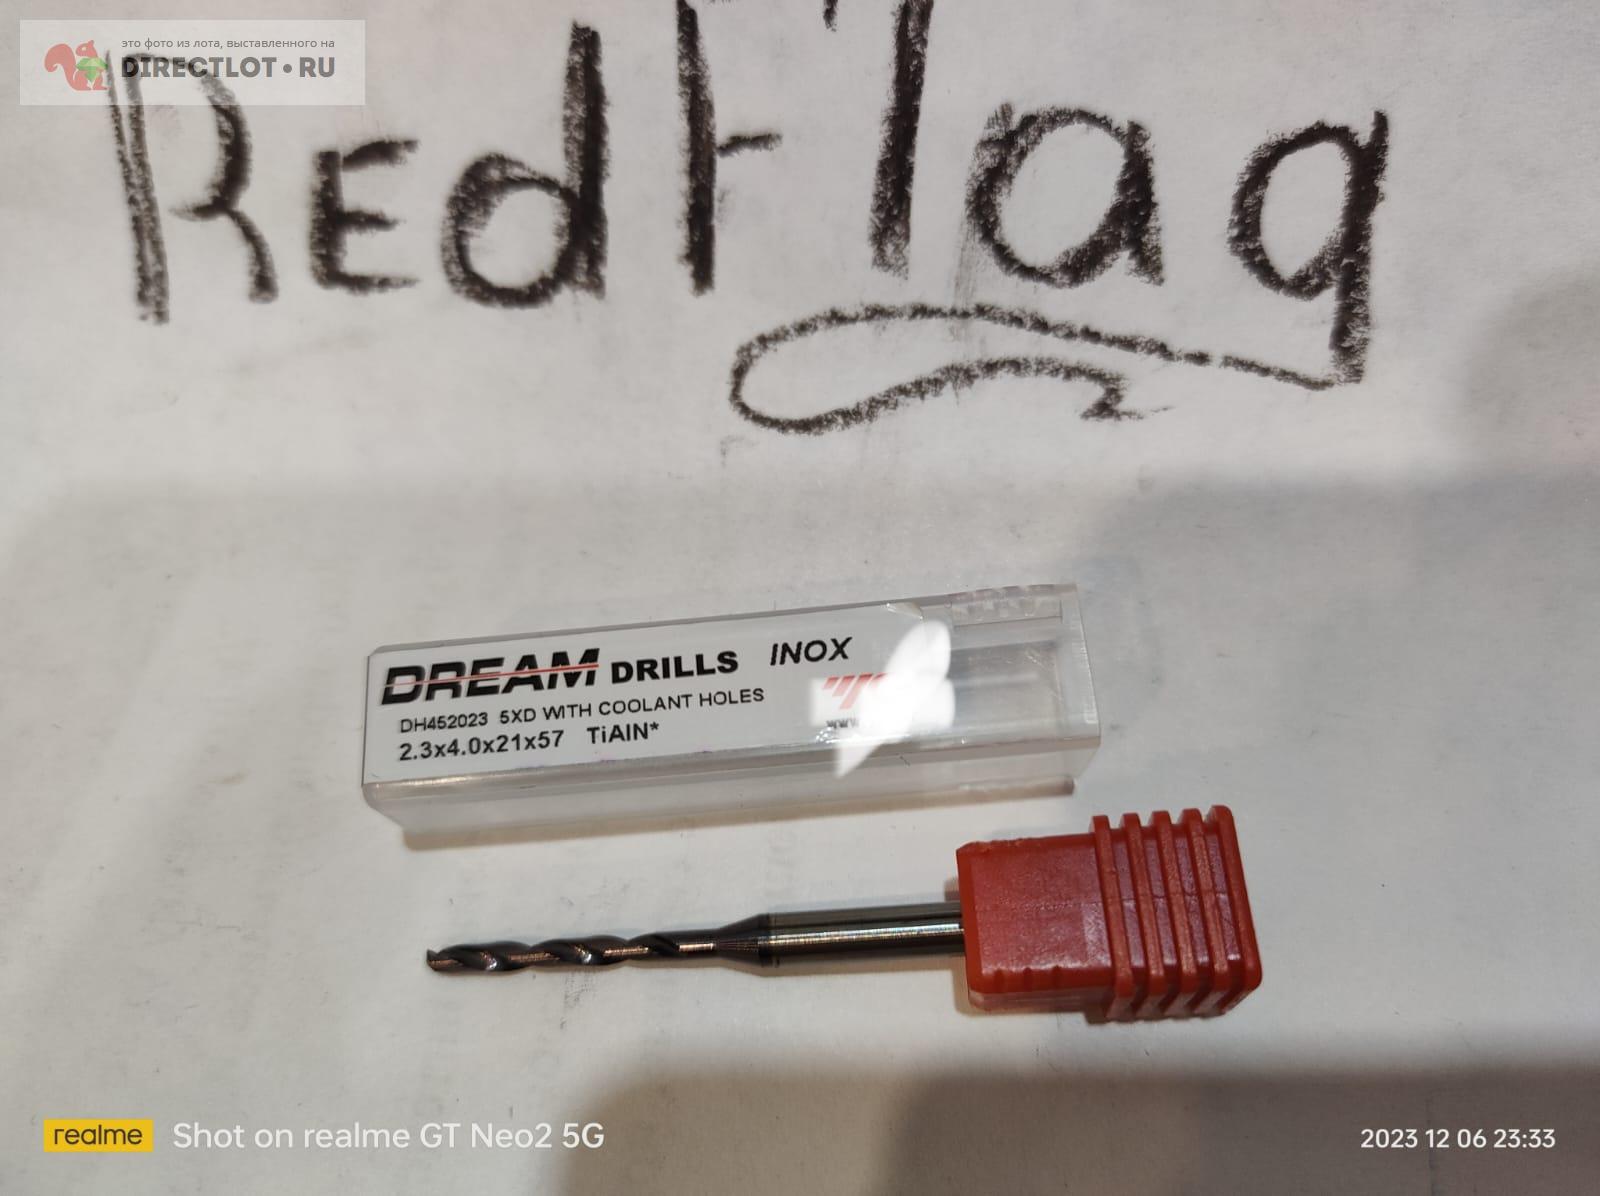 это фото из лота, выставленного на
DIRECTLOT•RU
RedFlag
DREAM DRILLS INOX
DH452023 5XD WITH COOLANT HOLES
2.3x4.0x21x57 TiAlN*
realme Shot on realme GT Neo2 5G
2023 12 06 23:33